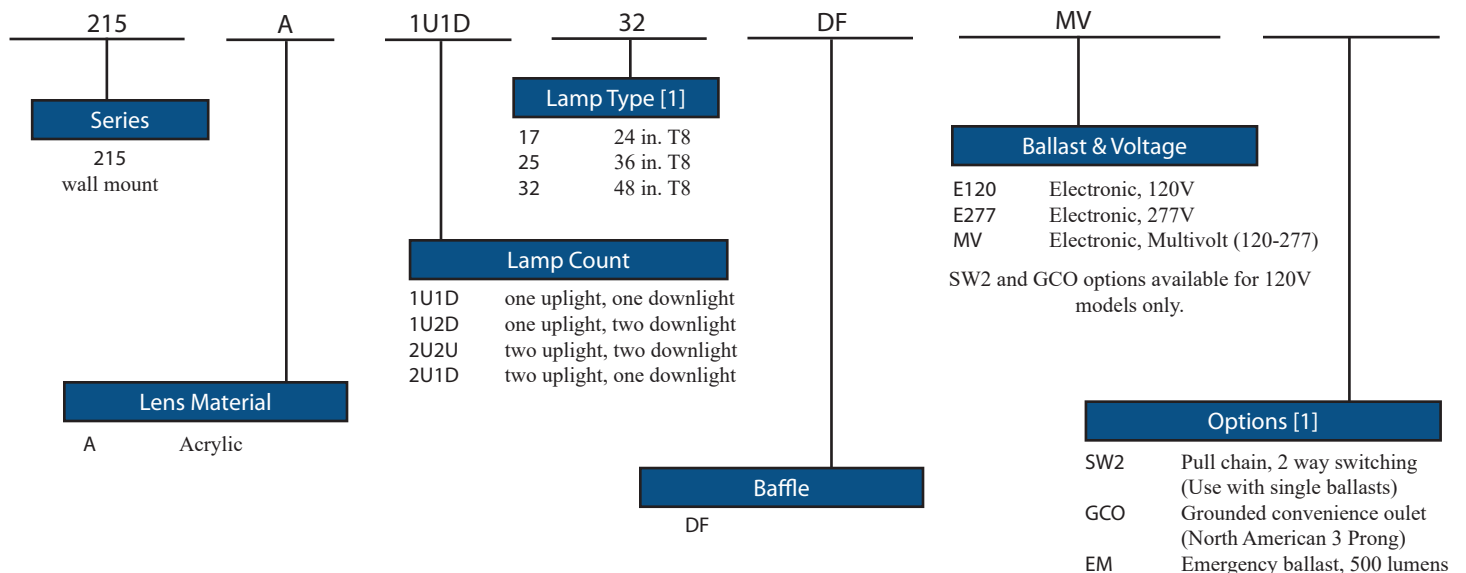 215 A 1U1D 32 DF MV
Series
215
wall mount
Lens Material
A Acrylic
Lamp Type [1]
17 24 in. T8
25 36 in. T8
32 48 in. T8
Lamp Count
1U1D one uplight, one downlight
1U2D one uplight, two downlight
2U2U two uplight, two downlight
2U1D two uplight, one downlight
Baffle
DF
Ballast & Voltage
E120 Electronic, 120V
E277 Electronic, 277V
MV Electronic, Multivolt (120-277)
SW2 and GCO options available for 120V
models only.
Options [1]
SW2 Pull chain, 2 way switching
(Use with single ballasts)
GCO Grounded convenience oulet
(North American 3 Prong)
EM Emergency ballast, 500 lumens